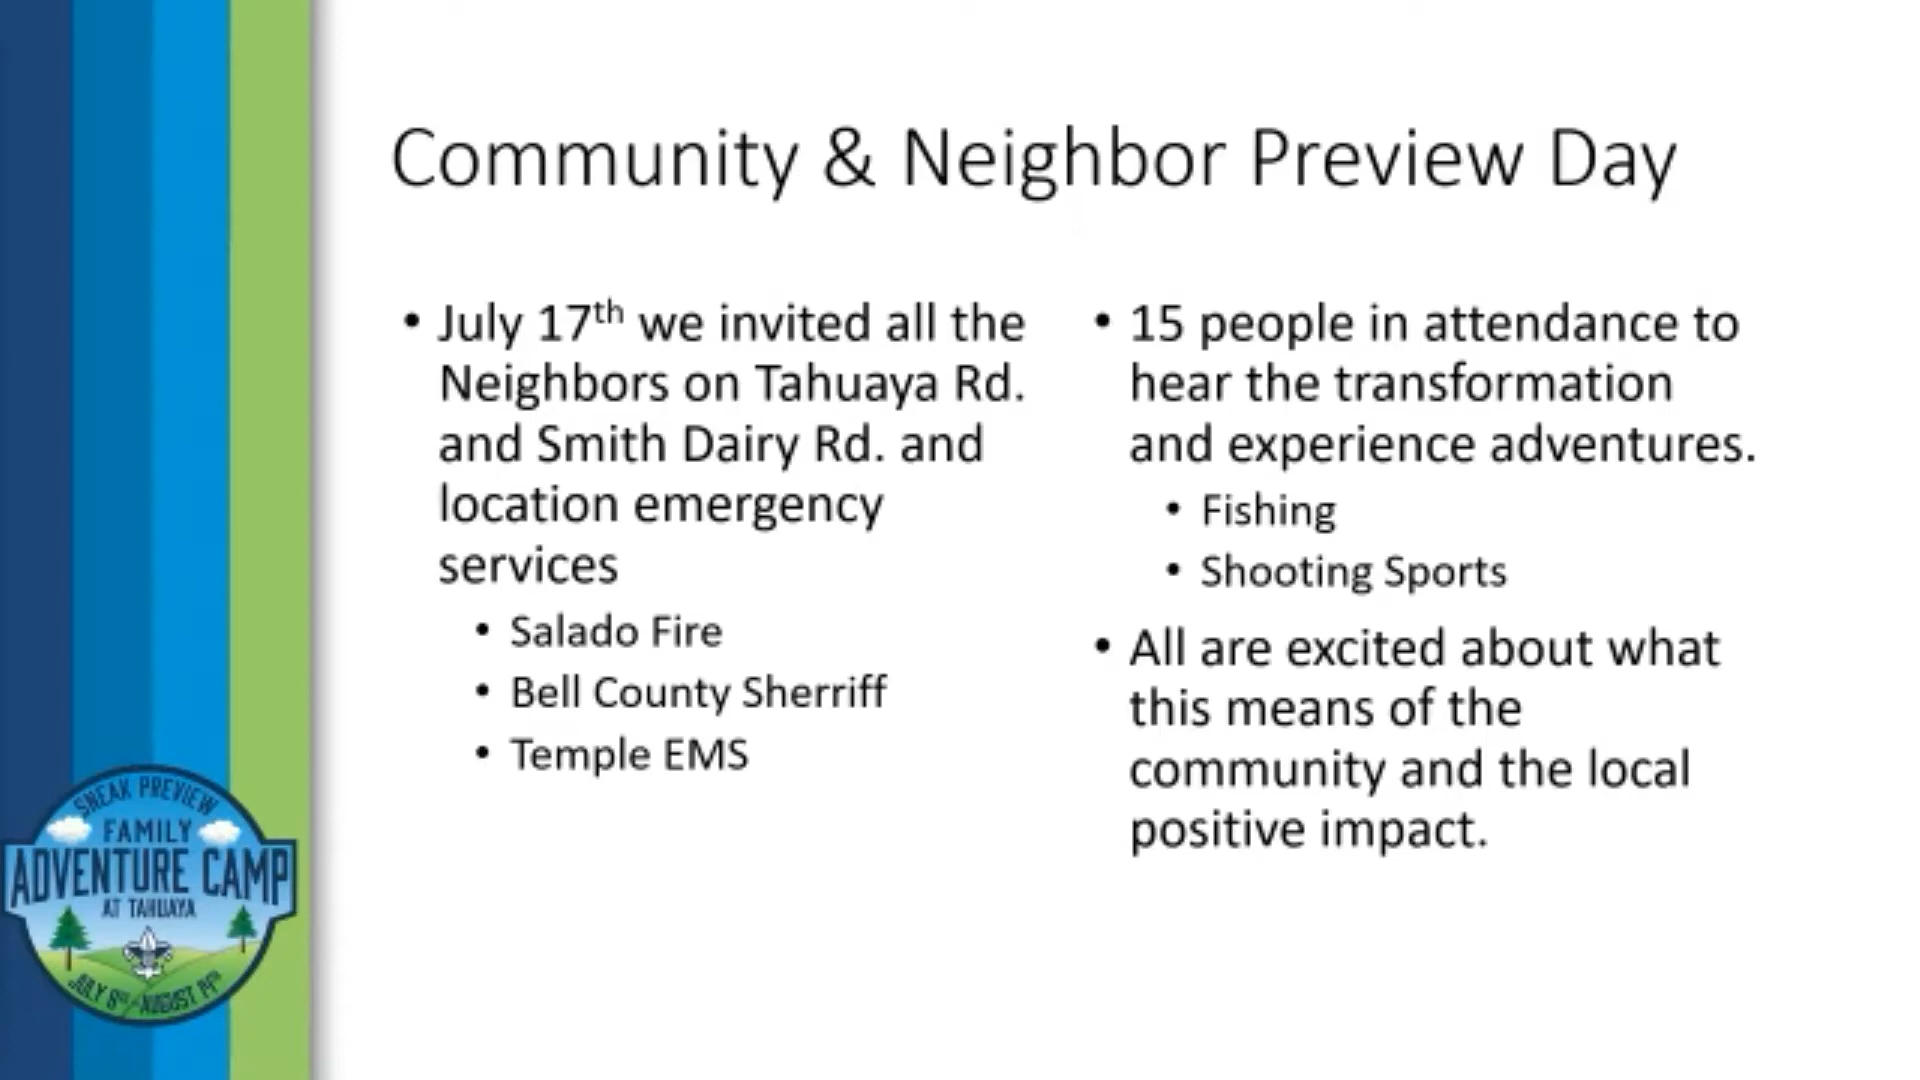 Community & Neighbor Preview Day
• July 17th we invited all the
Neighbors on Tahuaya Rd.
and Smith Dairy Rd. and
location emergency
services
• Salado Fire
• Bell County Sherriff
• Temple EMS
• 15 people in attendance to
hear the transformation
and experience adventures.
• Fishing
• Shooting Sports
• All are excited about what
this means of the
community and the local
positive impact.
SNEAK PREVIEW
FAMILY
ADVENTURE CAMP
AT TAHUAYA
JULY 8TH - AUGUST 14TH